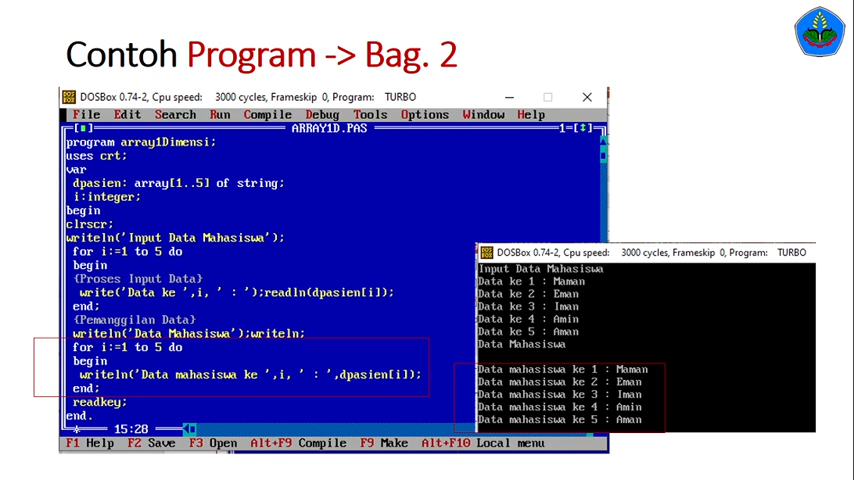 Contoh Program -> Bag. 2
DOSBox 0.74-2, Cpu speed: 3000 cycles, Frameskip 0, Program: TURBO
File Edit Search Run Compile Debug Tools Options Window Help
ARRAY1D.PAS 1=[↕]
program array1Dimensi;
uses crt;
var
dpasien: array[1..5] of string;
i:integer;
begin
clrscr;
writeln('Input Data Mahasiswa');
for i:=1 to 5 do
begin
{Proses Input Data}
write('Data ke ',i, ' : ');readln(dpasien[i]);
end;
{Pemanggilan Data}
writeln('Data Mahasiswa');writeln;
for i:=1 to 5 do
begin
writeln('Data mahasiswa ke ',i, ' : ',dpasien[i]);
end;
readkey;
end.
15:28
F1 Help F2 Save F3 Open Alt+F9 Compile F9 Make Alt+F10 Local menu
DOSBox 0.74-2, Cpu speed: 3000 cycles, Frameskip 0, Program: TURBO
Input Data Mahasiswa
Data ke 1 : Maman
Data ke 2 : Eman
Data ke 3 : Iman
Data ke 4 : Amin
Data ke 5 : Aman
Data Mahasiswa
Data mahasiswa ke 1 : Maman
Data mahasiswa ke 2 : Eman
Data mahasiswa ke 3 : Iman
Data mahasiswa ke 4 : Amin
Data mahasiswa ke 5 : Aman